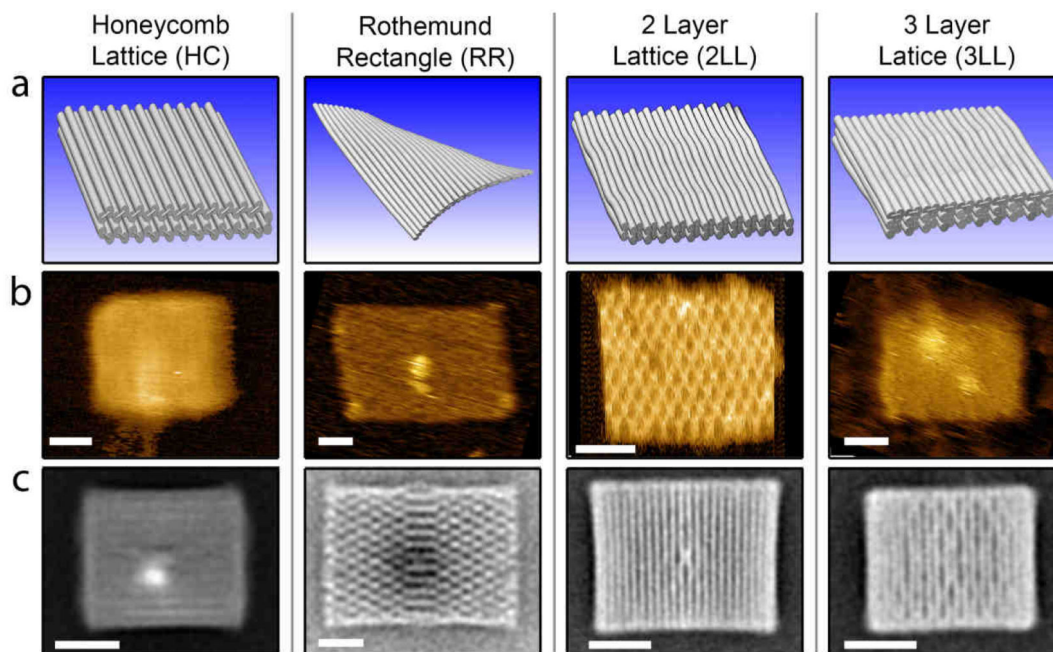 Honeycomb
Lattice (HC)
Rothemund
Rectangle (RR)
2 Layer
Lattice (2LL)
3 Layer
Latice (3LL)
a
b
c